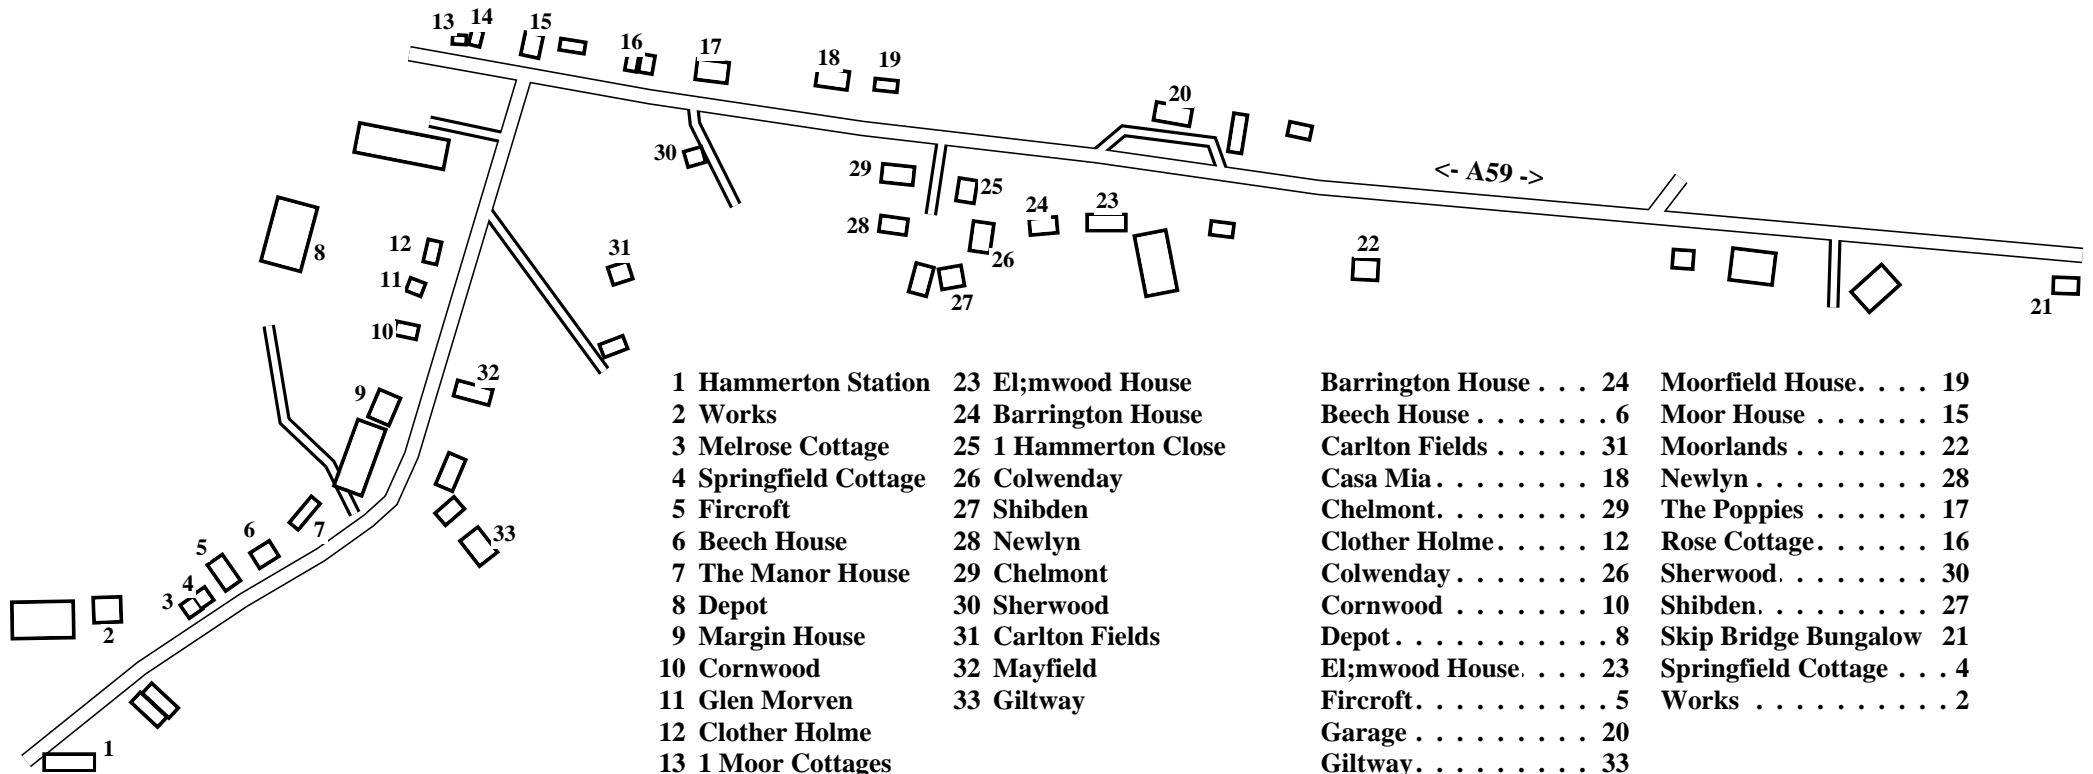 13
14
15
16
17
18
19
20
30
29
25
28
24
23
26
27
<- A59 ->
22
21
12
8
11
10
31
9
32
7
6
5
4
3
33
2
1
1 Hammerton Station
2 Works
3 Melrose Cottage
4 Springfield Cottage
5 Fircroft
6 Beech House
7 The Manor House
8 Depot
9 Margin House
10 Cornwood
11 Glen Morven
12 Clother Holme
13 1 Moor Cottages
23 El;mwood House
24 Barrington House
25 1 Hammerton Close
26 Colwenday
27 Shibden
28 Newlyn
29 Chelmont
30 Sherwood
31 Carlton Fields
32 Mayfield
33 Giltway
Barrington House . . . 24
Beech House . . . . . . . 6
Carlton Fields . . . . . . 31
Casa Mia. . . . . . . . . 18
Chelmont. . . . . . . . 29
Clother Holme. . . . . 12
Colwenday . . . . . . . 26
Cornwood . . . . . . . 10
Depot . . . . . . . . . . . 8
El;mwood House. . . . 23
Fircroft. . . . . . . . . . 5
Garage . . . . . . . . . 20
Giltway. . . . . . . . . 33
Moorfield House. . . . 19
Moor House . . . . . . 15
Moorlands . . . . . . . 22
Newlyn . . . . . . . . . 28
The Poppies . . . . . . 17
Rose Cottage. . . . . . 16
Sherwood. . . . . . . . 30
Shibden. . . . . . . . . 27
Skip Bridge Bungalow 21
Springfield Cottage . . . 4
Works . . . . . . . . . . 2